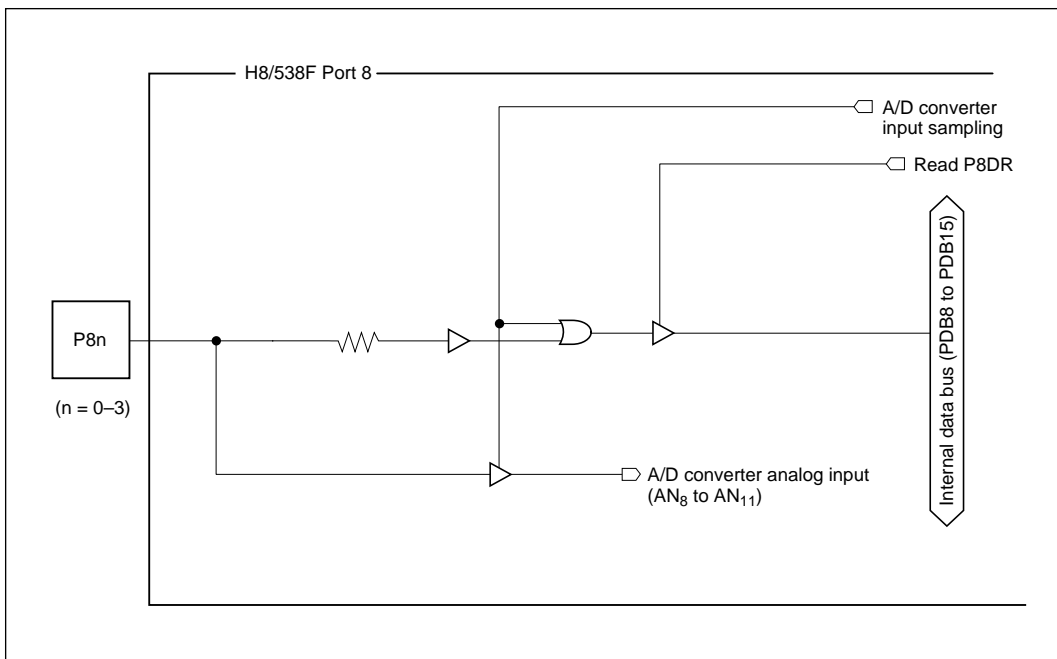 H8/538F Port 8
A/D converter
input sampling
Read P8DR
Internal data bus (PDB8 to PDB15)
P8n
(n = 0–3)
A/D converter analog input
(AN8 to AN11)